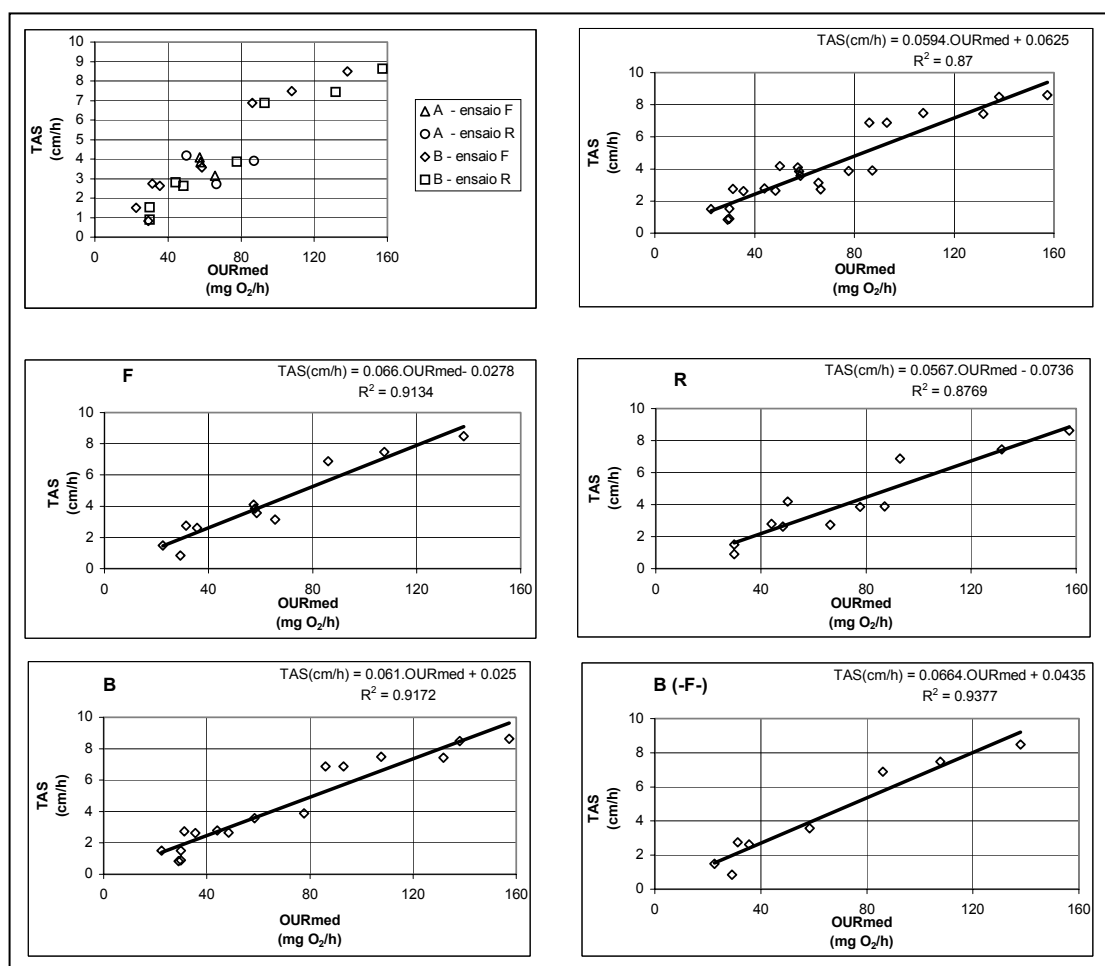 10
9
8
7
6
5
4
3
2
1
0
TAS
(cm/h)
0 40 80 120 160
OURmed
(mg O₂/h)
A - ensaio F
A - ensaio R
B - ensaio F
B - ensaio R
TAS(cm/h) = 0.0594.OURmed + 0.0625
R² = 0.87
10
8
6
4
2
0
TAS
(cm/h)
0 40 80 120 160
OURmed
(mg O₂/h)
F
TAS(cm/h) = 0.066.OURmed- 0.0278
R² = 0.9134
10
8
6
4
2
0
TAS
(cm/h)
0 40 80 120 160
OURmed
(mg O₂/h)
R
TAS(cm/h) = 0.0567.OURmed - 0.0736
R² = 0.8769
10
8
6
4
2
0
TAS
(cm/h)
0 40 80 120 160
OURmed
(mg O₂/h)
B
TAS(cm/h) = 0.061.OURmed + 0.025
R² = 0.9172
10
8
6
4
2
0
TAS
(cm/h)
0 40 80 120 160
OURmed
(mg O₂/h)
B (-F-)
TAS(cm/h) = 0.0664.OURmed + 0.0435
R² = 0.9377
10
8
6
4
2
0
TAS
(cm/h)
0 40 80 120 160
OURmed
(mg O₂/h)